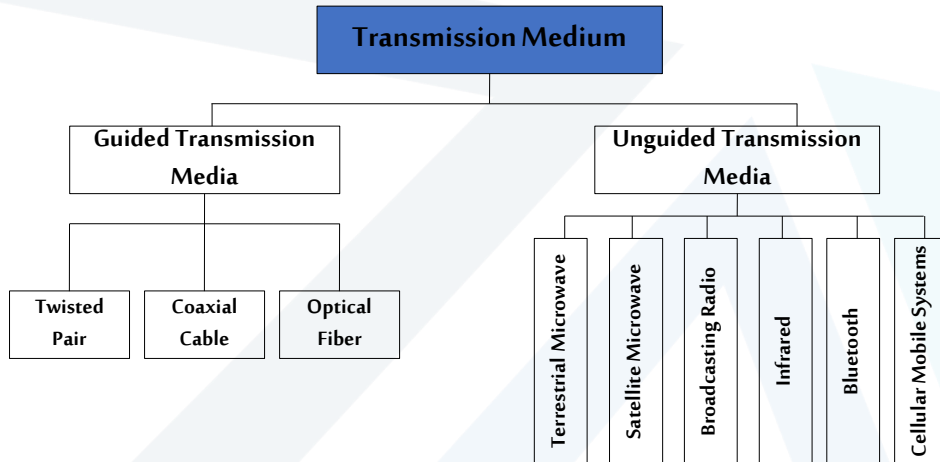 Transmission Medium
Guided Transmission
Media
Unguided Transmission
Media
Twisted
Pair
Coaxial
Cable
Optical
Fiber
Terrestrial Microwave
Satellite Microwave
Broadcasting Radio
Infrared
Bluetooth
Cellular Mobile Systems